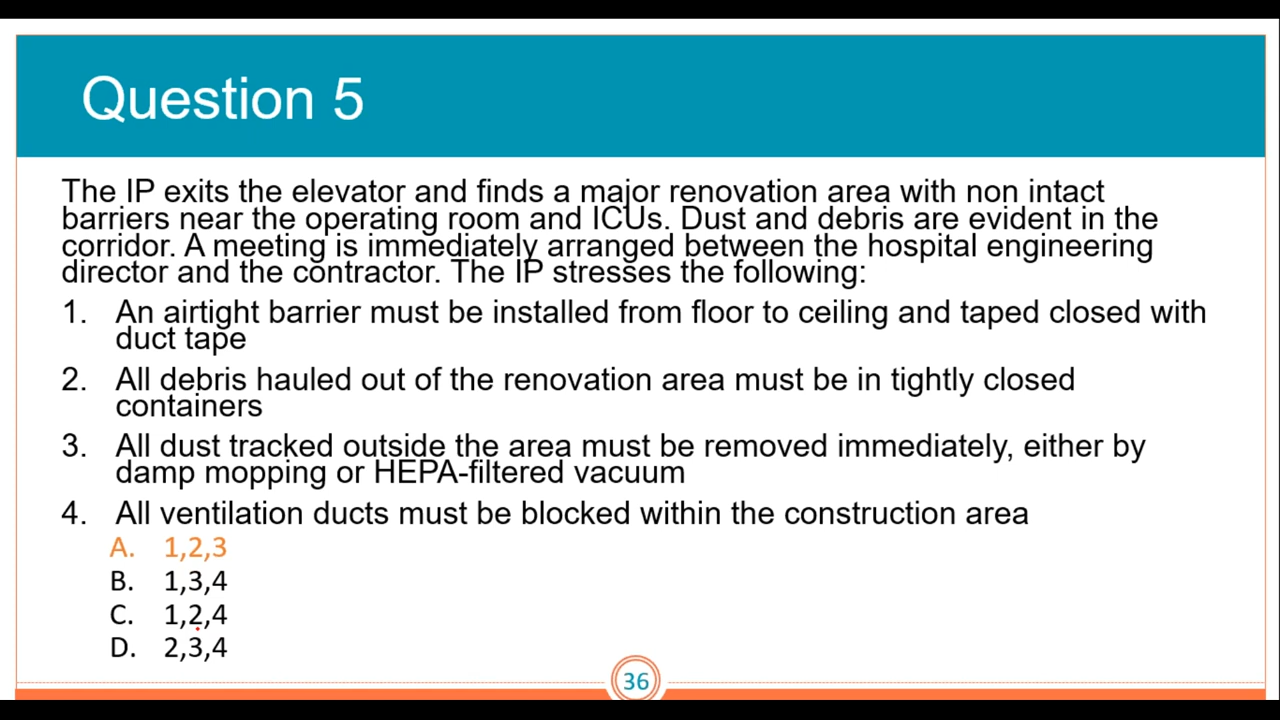 Question 5
The IP exits the elevator and finds a major renovation area with non intact
barriers near the operating room and ICUs. Dust and debris are evident in the
corridor. A meeting is immediately arranged between the hospital engineering
director and the contractor. The IP stresses the following:
1. An airtight barrier must be installed from floor to ceiling and taped closed with
duct tape
2. All debris hauled out of the renovation area must be in tightly closed
containers
3. All dust tracked outside the area must be removed immediately, either by
damp mopping or HEPA-filtered vacuum
4. All ventilation ducts must be blocked within the construction area
A. 1,2,3
B. 1,3,4
C. 1,2,4
D. 2,3,4
36